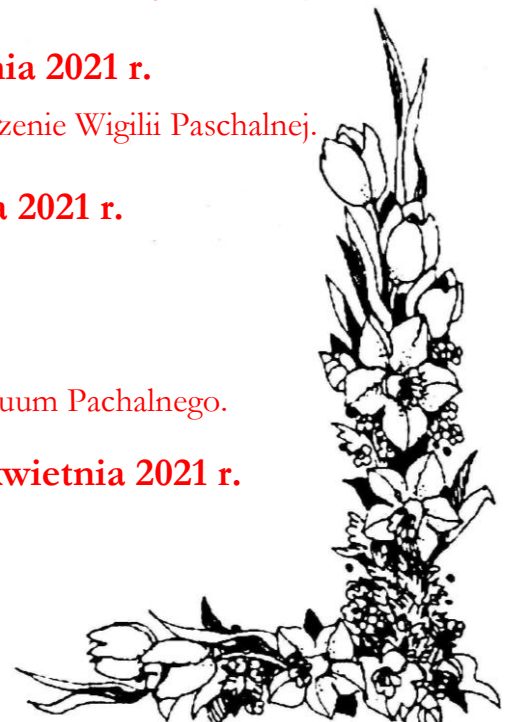 nia 2021 r.
zenie Wigilii Paschalnej.
a 2021 r.
uum Pachalnego.
kwietnia 2021 r.